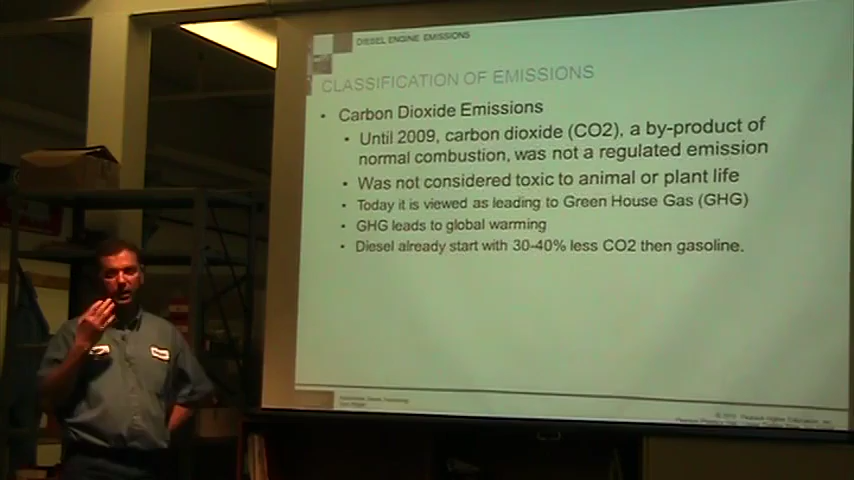 DIESEL ENGINE EMISSIONS
CLASSIFICATION OF EMISSIONS
• Carbon Dioxide Emissions
• Until 2009, carbon dioxide (CO2), a by-product of
normal combustion, was not a regulated emission
• Was not considered toxic to animal or plant life
• Today it is viewed as leading to Green House Gas (GHG)
• GHG leads to global warming
• Diesel already start with 30-40% less CO2 then gasoline.